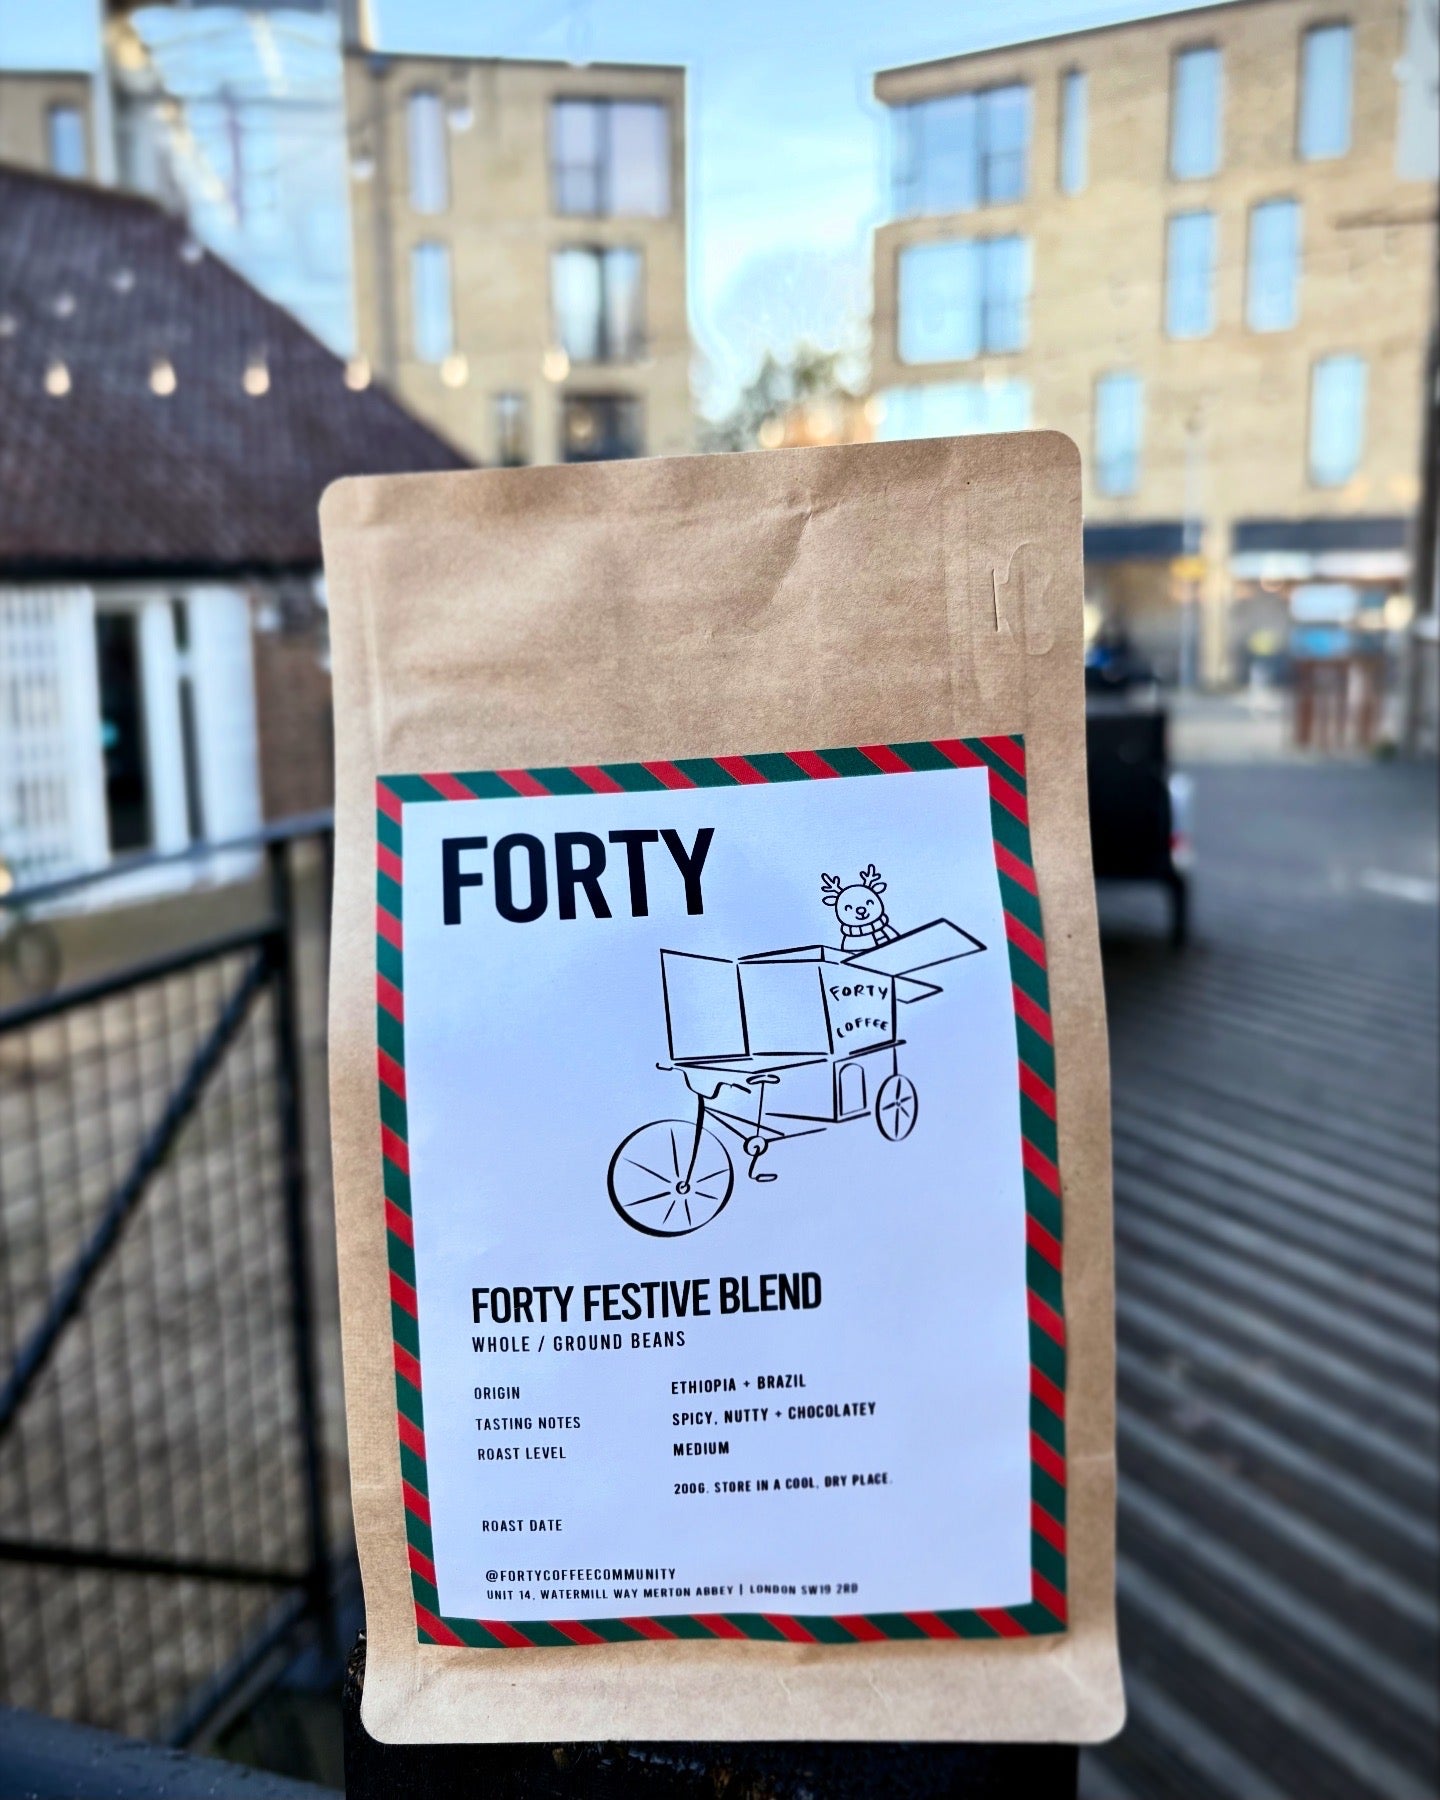 FORTY
FORTY
COFFEE
FORTY FESTIVE BLEND
WHOLE / GROUND BEANS
ORIGIN ETHIOPIA + BRAZIL
TASTING NOTES SPICY, NUTTY + CHOCOLATEY
ROAST LEVEL MEDIUM
200G. STORE IN A COOL, DRY PLACE.
ROAST DATE
@FORTYCOFFEECOMMUNITY
UNIT 14, WATERMILL WAY MERTON ABBEY | LONDON SW19 2RD